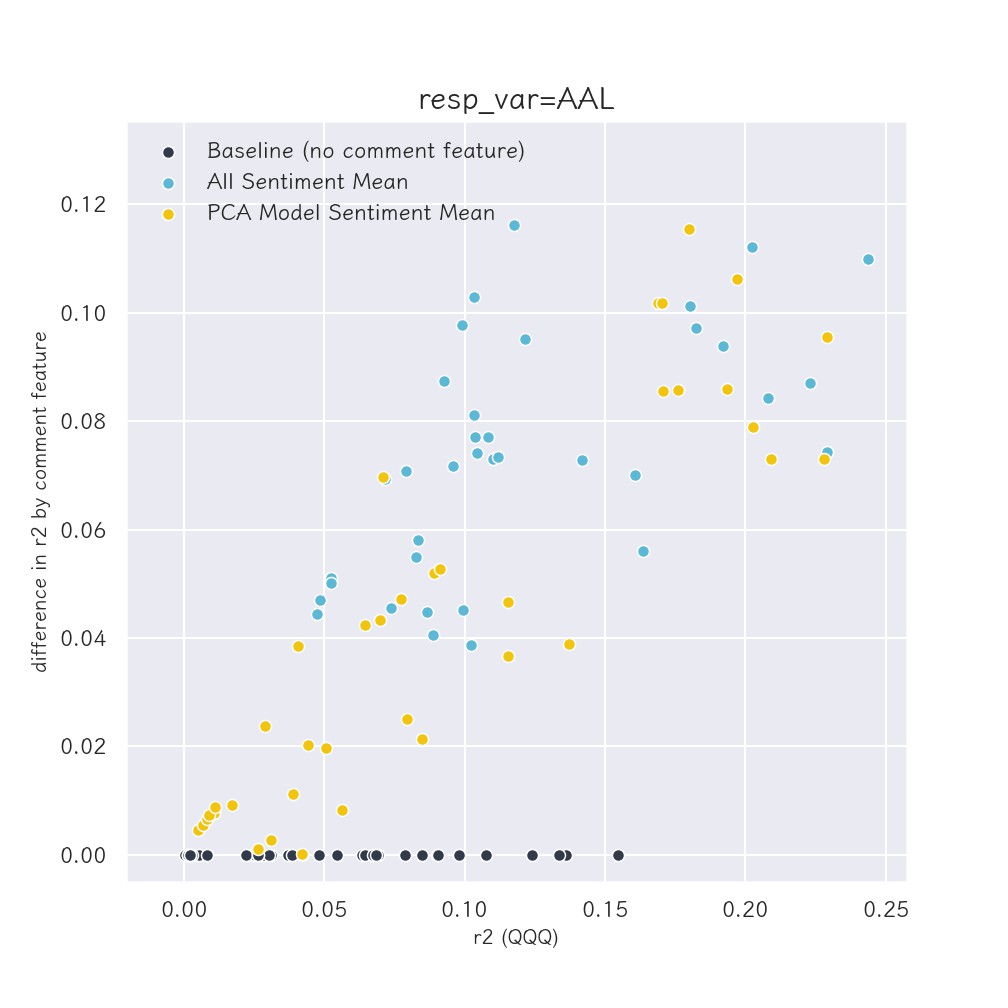 resp_var=AAL
Baseline (no comment feature)
All Sentiment Mean
PCA Model Sentiment Mean
difference in r2 by comment feature
0.12
0.10
0.08
0.06
0.04
0.02
0.00
0.00 0.05 0.10 0.15 0.20 0.25
r2 (QQQ)